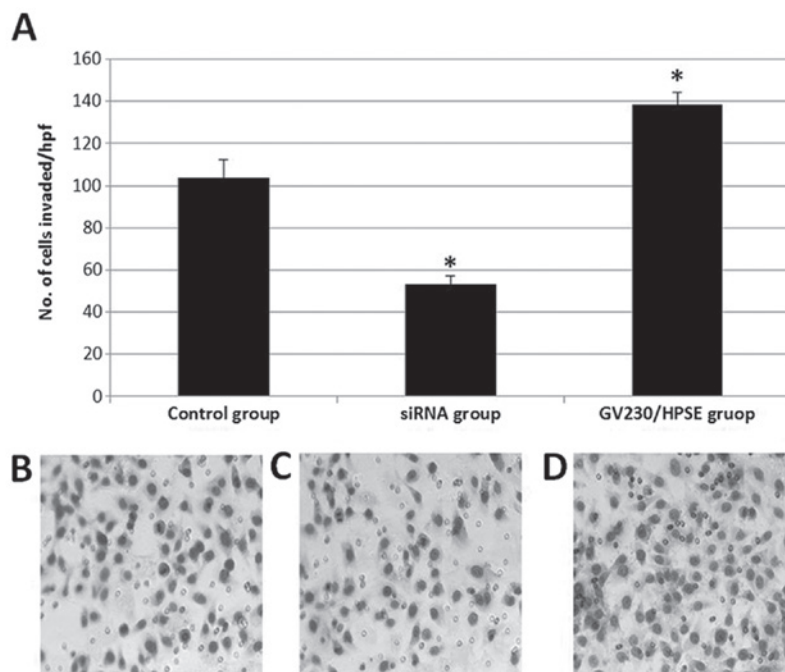 A
160
140
120
100
80
60
40
20
0
No. of cells invaded/hpf
*
*
Control group
siRNA group
GV230/HPSE gruop
B
C
D